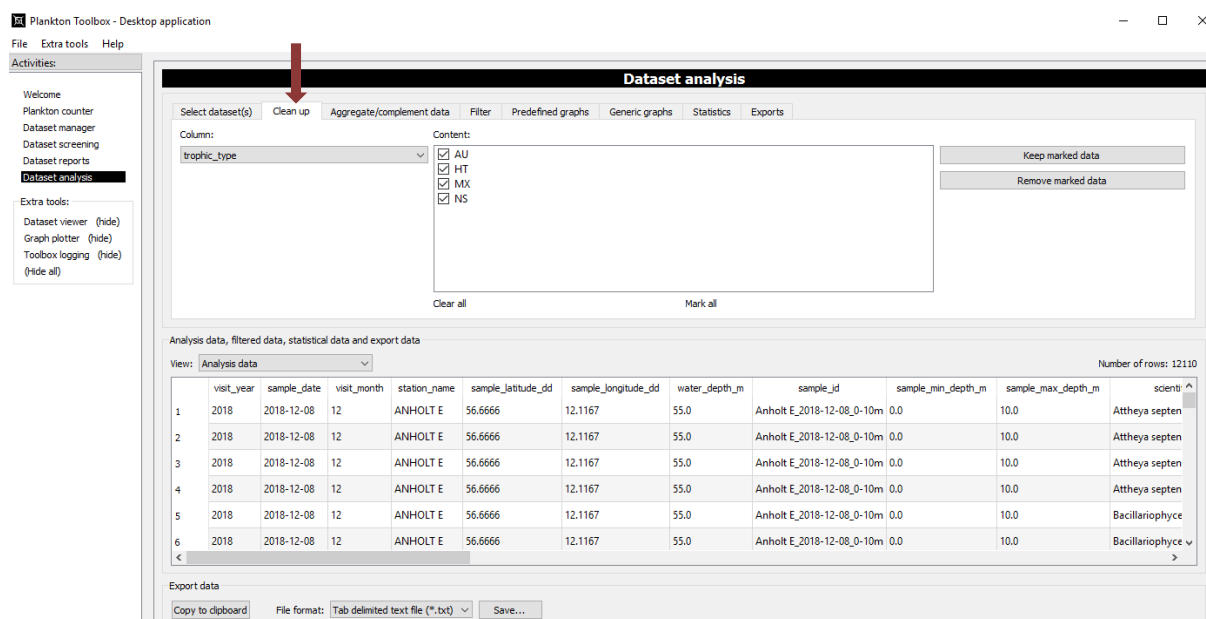 Plankton Toolbox - Desktop application
File Extra tools Help
Activities:
Welcome
Plankton counter
Dataset manager
Dataset screening
Dataset reports
Dataset analysis
Extra tools:
Dataset viewer (hide)
Graph plotter (hide)
Toolbox logging (hide)
(Hide all)
Dataset analysis
Select dataset(s) Clean up Aggregate/complement data Filter Predefined graphs Generic graphs Statistics Exports
Column: Content:
trophic_type
AU
HT
MX
NS
Keep marked data
Remove marked data
Clear all Mark all
Analysis data, filtered data, statistical data and export data
View: Analysis data Number of rows: 12110
visit_year sample_date visit_month station_name sample_latitude_dd sample_longitude_dd water_depth_m sample_id sample_min_depth_m sample_max_depth_m scienti
1 2018 2018-12-08 12 ANHOLT E 56.6666 12.1167 55.0 Anholt E_2018-12-08_0-10m 0.0 10.0 Attheya septen
2 2018 2018-12-08 12 ANHOLT E 56.6666 12.1167 55.0 Anholt E_2018-12-08_0-10m 0.0 10.0 Attheya septen
3 2018 2018-12-08 12 ANHOLT E 56.6666 12.1167 55.0 Anholt E_2018-12-08_0-10m 0.0 10.0 Attheya septen
4 2018 2018-12-08 12 ANHOLT E 56.6666 12.1167 55.0 Anholt E_2018-12-08_0-10m 0.0 10.0 Attheya septen
5 2018 2018-12-08 12 ANHOLT E 56.6666 12.1167 55.0 Anholt E_2018-12-08_0-10m 0.0 10.0 Bacillariophyce
6 2018 2018-12-08 12 ANHOLT E 56.6666 12.1167 55.0 Anholt E_2018-12-08_0-10m 0.0 10.0 Bacillariophyce
Export data
Copy to clipboard File format: Tab delimited text file (*.txt) Save...